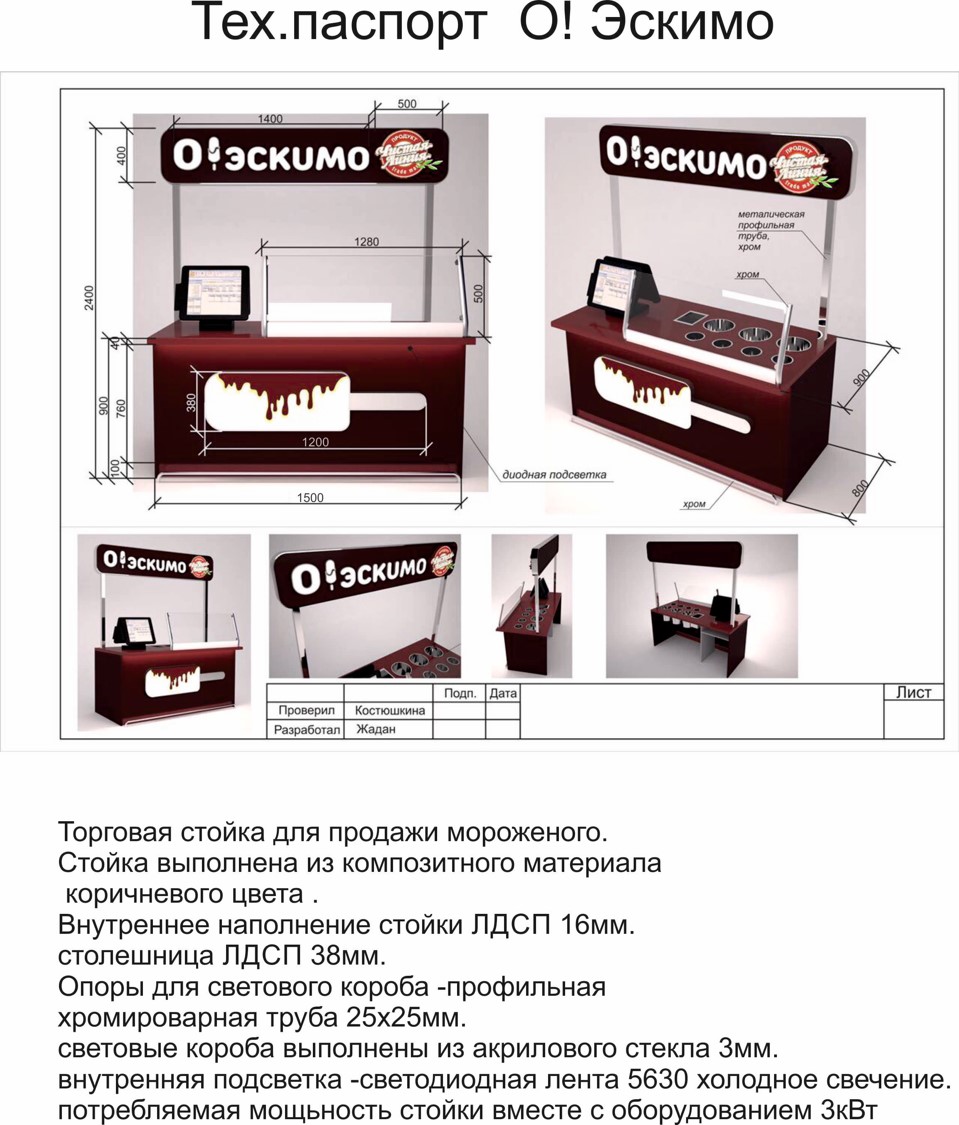 Тех.паспорт О! Эскимо
500
1400
400
О!ЭСКИМО
ПРОДУКТ
Чистая
Линия
trade mark
О!ЭСКИМО
ПРОДУКТ
Чистая
Линия
металическая
профильная
труба,
хром
1280
хром
500
2400
40
900
760
380
900
1200
100
диодная подсветка
800
1500
хром
О!ЭСКИМО
О!ЭСКИМО
Подп.
Дата
Лист
Проверил
Костюшкина
Разработал
Жадан
Торговая стойка для продажи мороженого.
Стойка выполнена из композитного материала
коричневого цвета .
Внутреннее наполнение стойки ЛДСП 16мм.
столешница ЛДСП 38мм.
Опоры для светового короба -профильная
хромироварная труба 25х25мм.
световые короба выполнены из акрилового стекла 3мм.
внутренняя подсветка -светодиодная лента 5630 холодное свечение.
потребляемая мощьность стойки вместе с оборудованием 3кВт